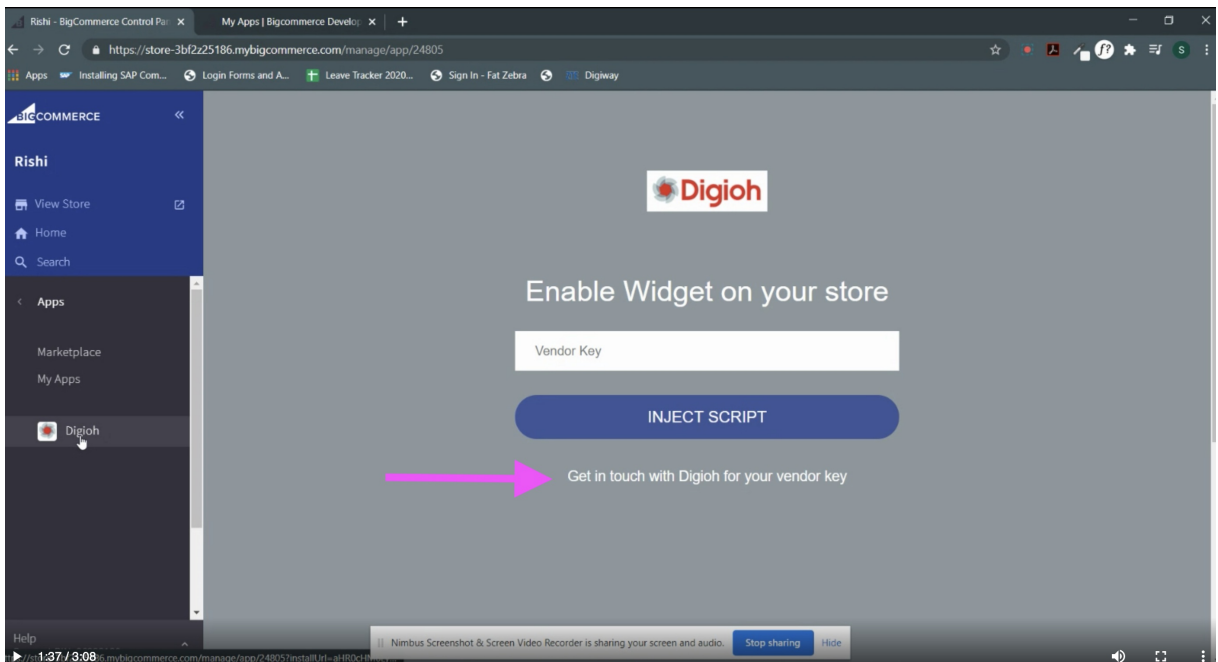 Rishi - BigCommerce Control Pan
My Apps | Bigcommerce Develop
https://store-3bf2z25186.mybigcommerce.com/manage/app/24805
Apps
Installing SAP Com...
Login Forms and A...
Leave Tracker 2020...
Sign In - Fat Zebra
Digiway
BIGCOMMERCE
Rishi
View Store
Home
Search
Apps
Marketplace
My Apps
Digioh
Digioh
Enable Widget on your store
Vendor Key
INJECT SCRIPT
Get in touch with Digioh for your vendor key
Help
Nimbus Screenshot & Screen Video Recorder is sharing your screen and audio.
Stop sharing
Hide
1:37 / 3:08